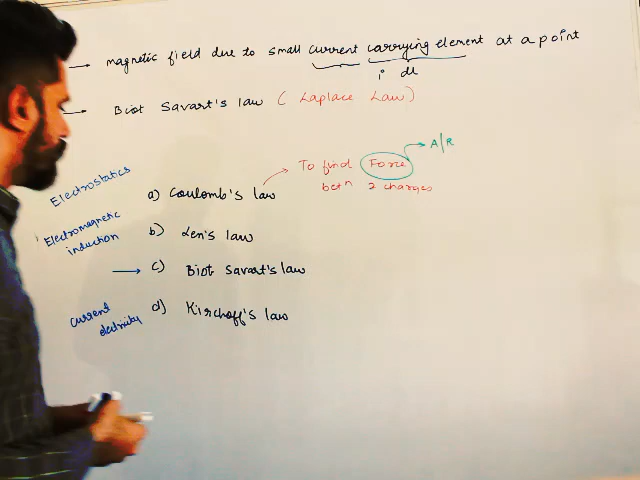 → magnetic field due to small current carrying element at a point
i dl
→ Biot Savart's law (Laplace Law)
→ A/R
Electrostatics
a) Coulomb's law → To find Force
betn 2 charges
Electromagnetic
induction
b) Len's law
→ c) Biot Savart's law
current
electricity
d) Kirchoff's law